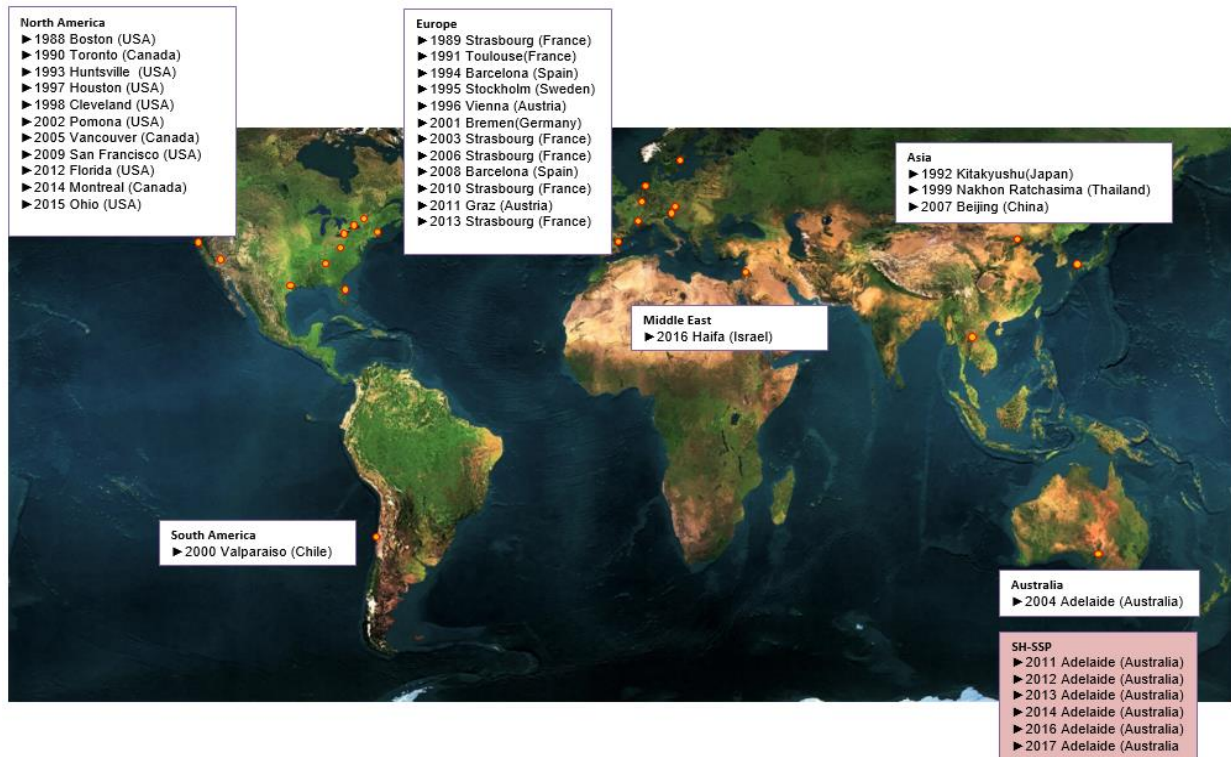 North America
►1988 Boston (USA)
►1990 Toronto (Canada)
►1993 Huntsville (USA)
►1997 Houston (USA)
►1998 Cleveland (USA)
►2002 Pomona (USA)
►2005 Vancouver (Canada)
►2009 San Francisco (USA)
►2012 Florida (USA)
►2014 Montreal (Canada)
►2015 Ohio (USA)
Europe
►1989 Strasbourg (France)
►1991 Toulouse(France)
►1994 Barcelona (Spain)
►1995 Stockholm (Sweden)
►1996 Vienna (Austria)
►2001 Bremen(Germany)
►2003 Strasbourg (France)
►2006 Strasbourg (France)
►2008 Barcelona (Spain)
►2010 Strasbourg (France)
►2011 Graz (Austria)
►2013 Strasbourg (France)
Asia
►1992 Kitakyushu(Japan)
►1999 Nakhon Ratchasima (Thailand)
►2007 Beijing (China)
Middle East
►2016 Haifa (Israel)
South America
►2000 Valparaiso (Chile)
Australia
►2004 Adelaide (Australia)
SH-SSP
►2011 Adelaide (Australia)
►2012 Adelaide (Australia)
►2013 Adelaide (Australia)
►2014 Adelaide (Australia)
►2016 Adelaide (Australia)
►2017 Adelaide (Australia